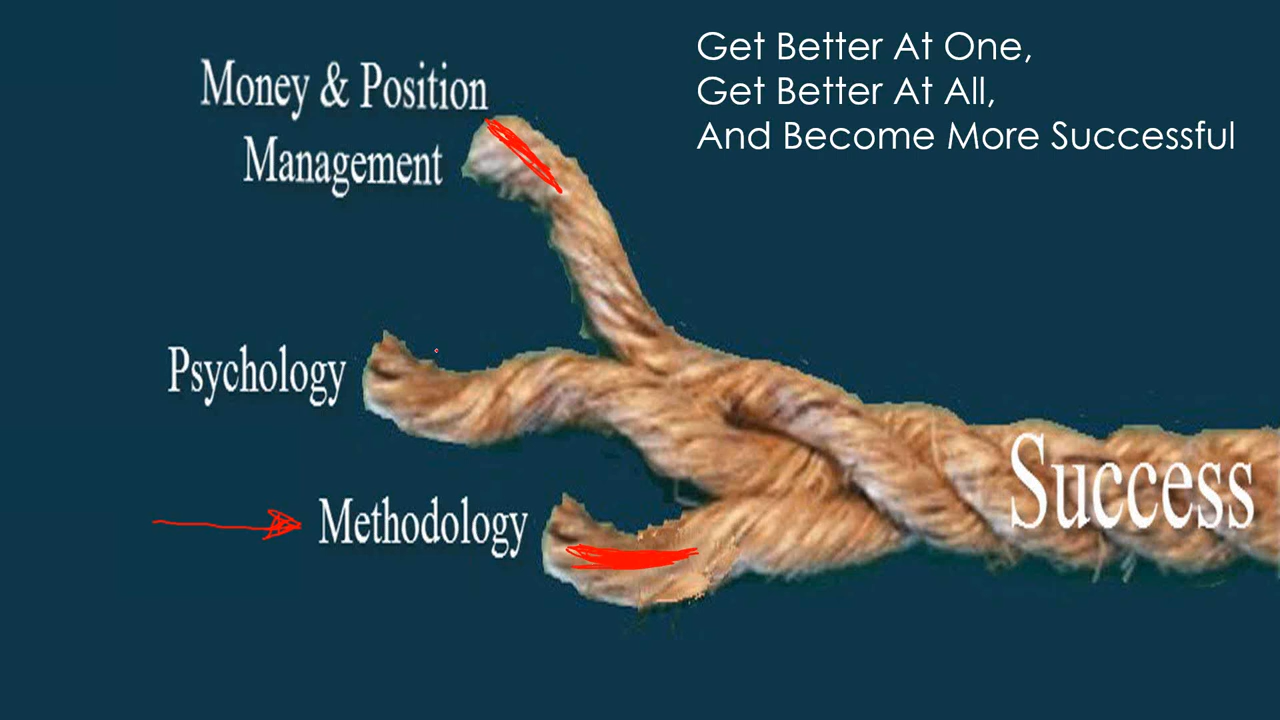 Get Better At One,
Get Better At All,
And Become More Successful
Money & Position
Management
Psychology
Methodology
Success